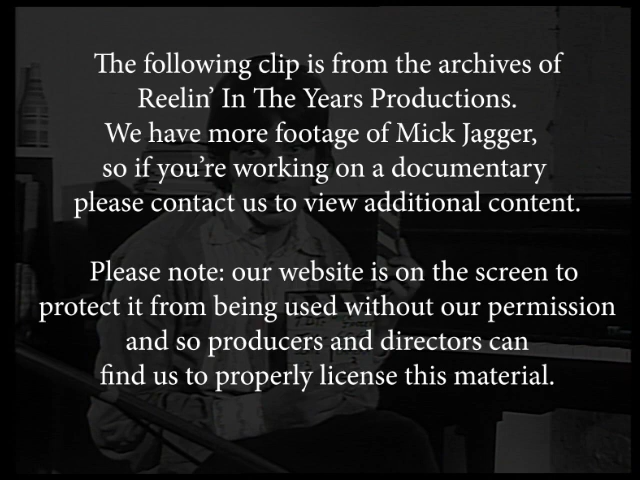 The following clip is from the archives of
Reelin' In The Years Productions.
We have more footage of Mick Jagger,
so if you're working on a documentary
please contact us to view additional content.
Please note: our website is on the screen to
protect it from being used without our permission
and so producers and directors can
find us to properly license this material.